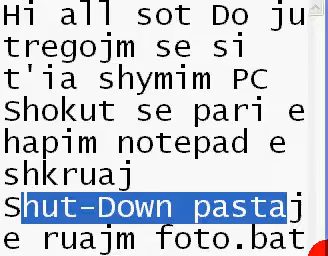 Hi all sot Do ju
tregojm se si
t'ia shymim PC
Shokut se pari e
hapim notepad e
shkruaj
Shut-Down pastaj
e ruajm foto.bat